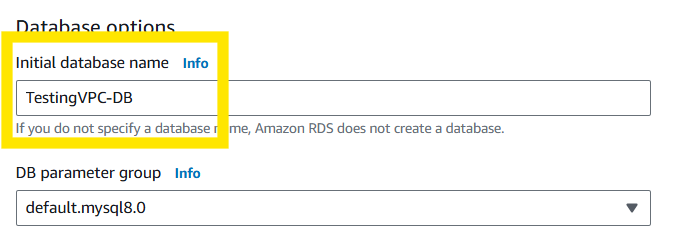 Database options
Initial database name Info
TestingVPC-DB
If you do not specify a database name, Amazon RDS does not create a database.
DB parameter group Info
default.mysql8.0